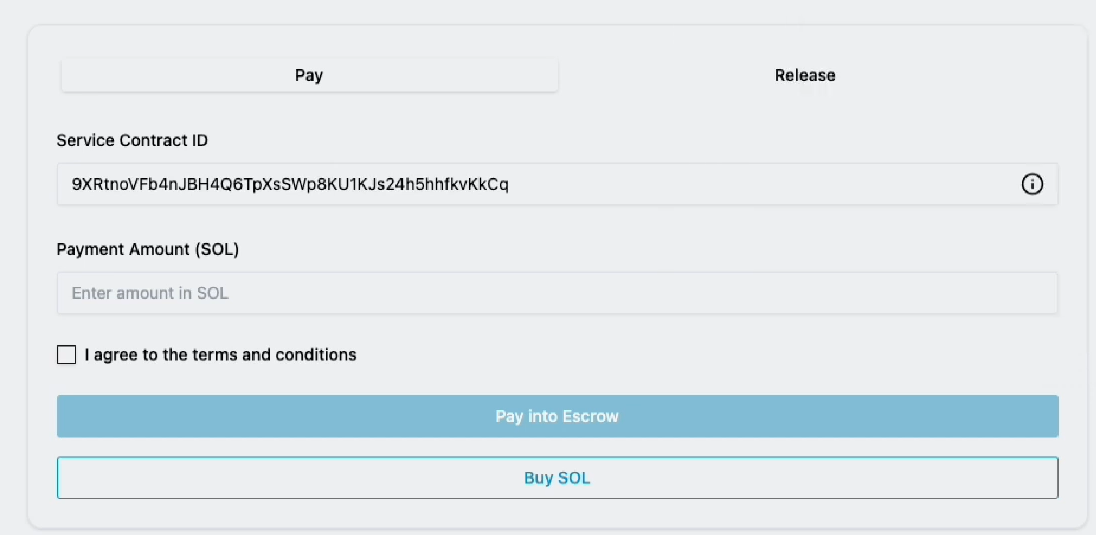 Pay
Release
Service Contract ID
9XRtnoVFb4nJBH4Q6TpXsSWp8KU1KJs24h5hhfkvKkCq
Payment Amount (SOL)
Enter amount in SOL
I agree to the terms and conditions
Pay into Escrow
Buy SOL